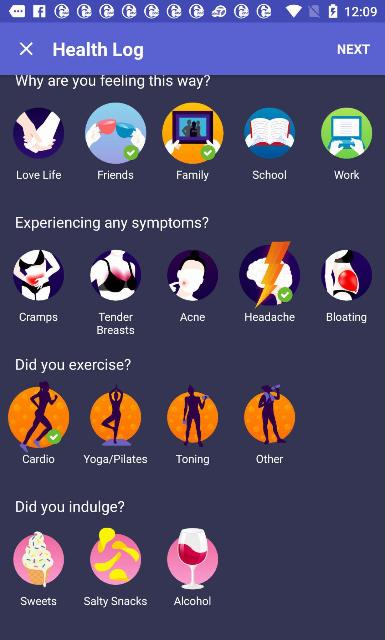 12:09
Health Log
NEXT
Why are you feeling this way?
Love Life
Friends
Family
School
Work
Experiencing any symptoms?
Cramps
Tender
Breasts
Acne
Headache
Bloating
Did you exercise?
Cardio
Yoga/Pilates
Toning
Other
Did you indulge?
Sweets
Salty Snacks
Alcohol